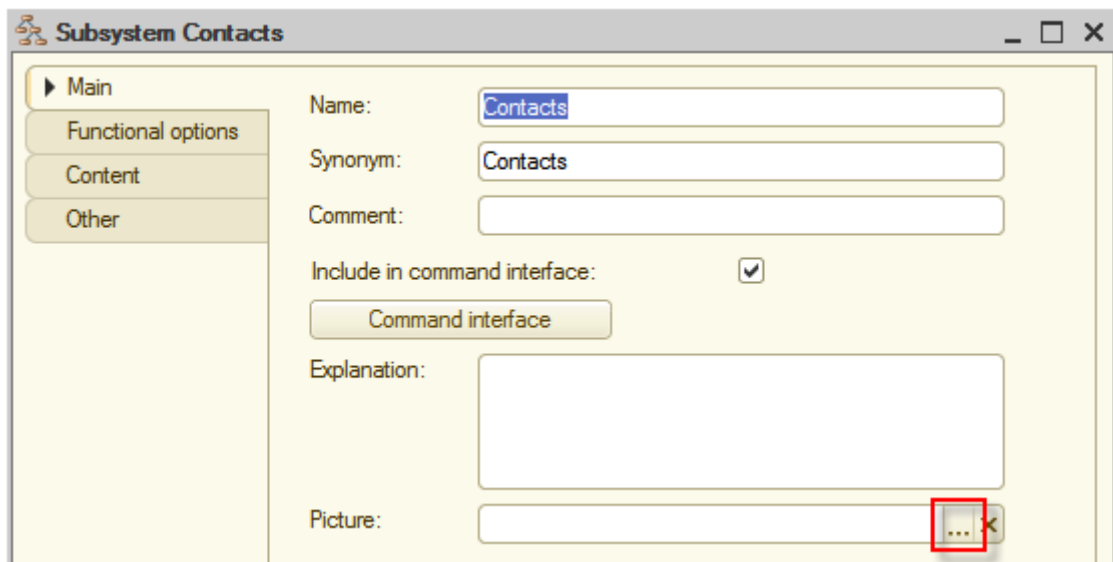 Subsystem Contacts
Main
Functional options
Content
Other
Name:
Contacts
Synonym:
Contacts
Comment:
Include in command interface:
Command interface
Explanation:
Picture:
...